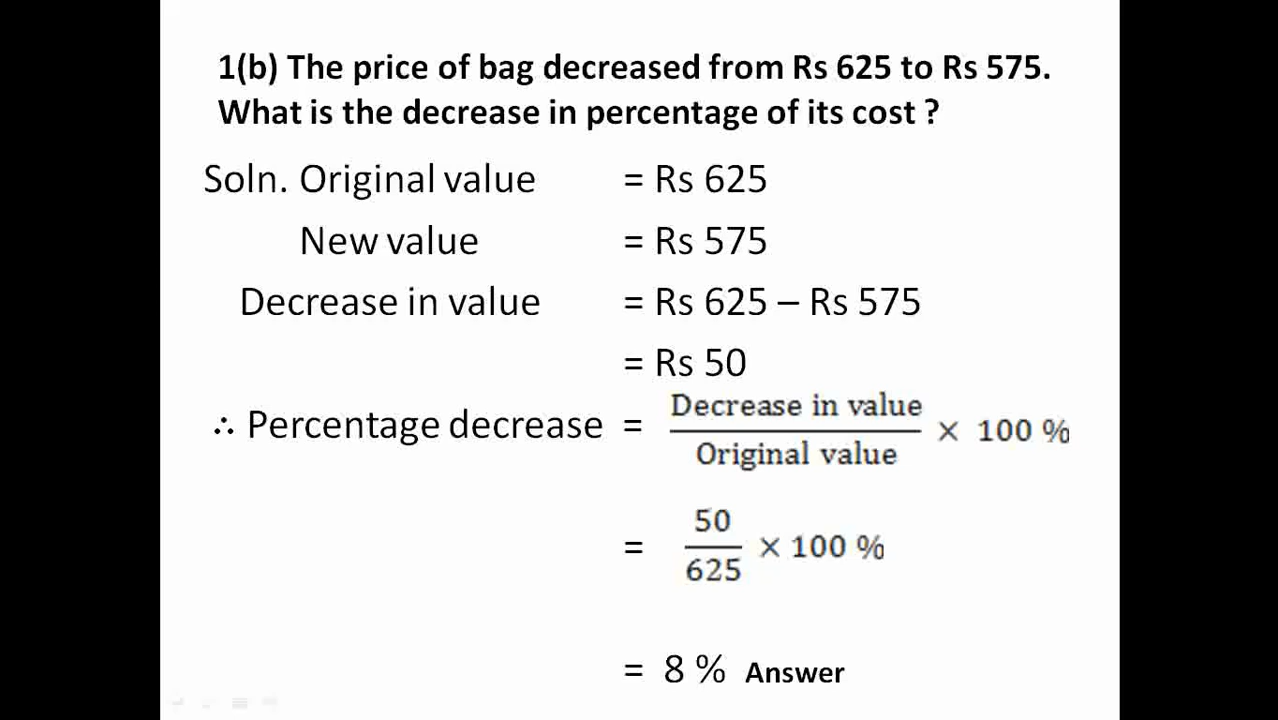 1(b) The price of bag decreased from Rs 625 to Rs 575.
What is the decrease in percentage of its cost ?
Soln. Original value = Rs 625
New value = Rs 575
Decrease in value = Rs 625 – Rs 575
= Rs 50
∴ Percentage decrease = Decrease in value / Original value × 100 %
= 50 / 625 × 100 %
= 8 % Answer